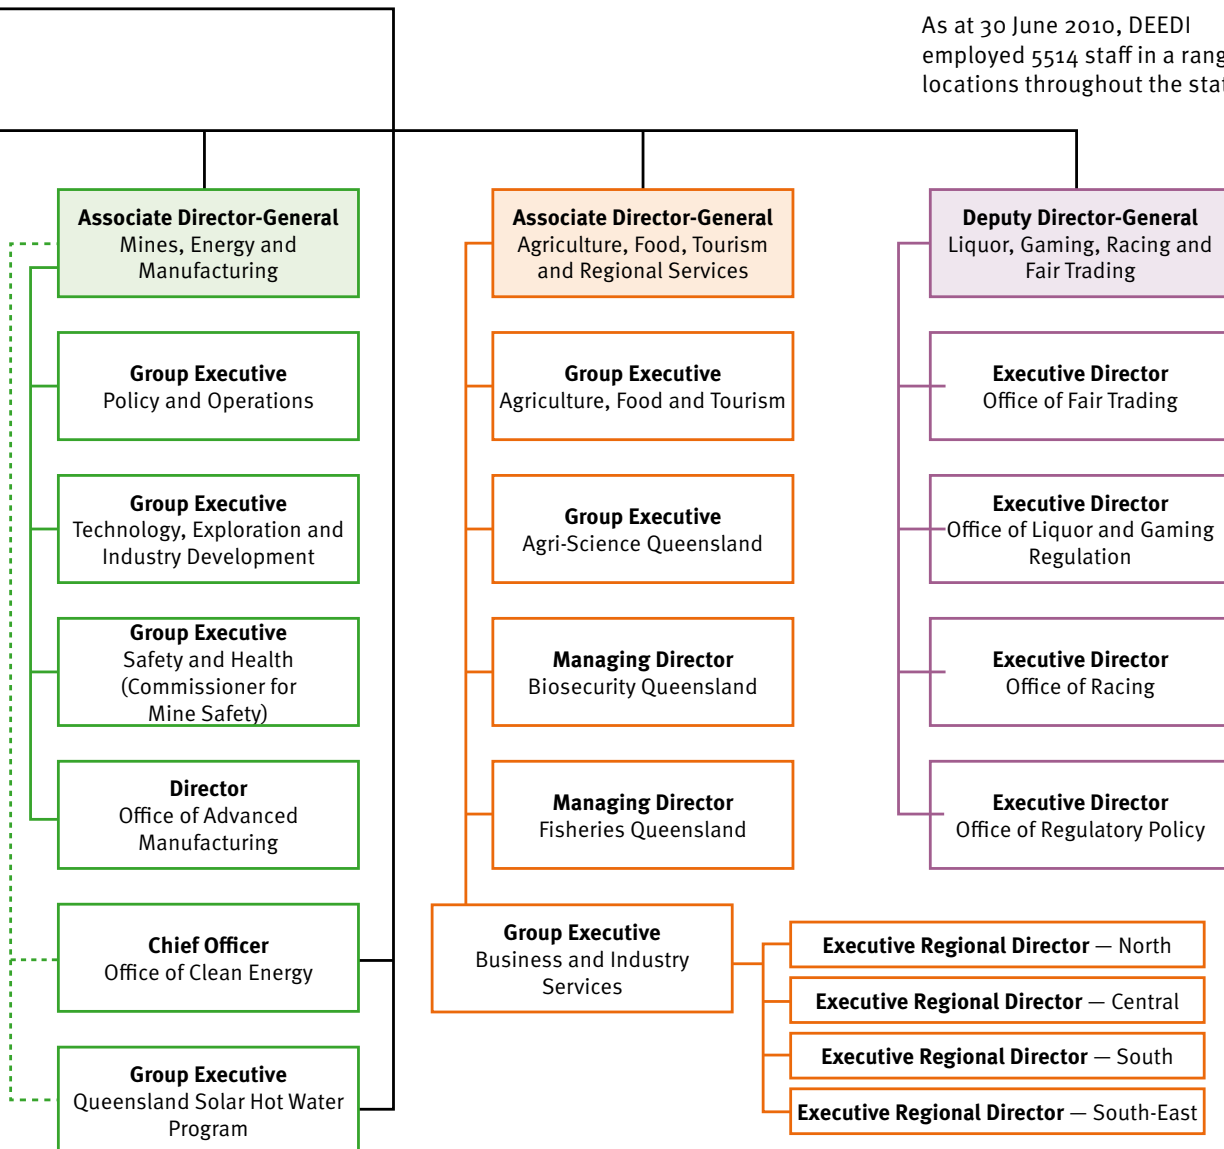 As at 30 June 2010, DEEDI
employed 5514 staff in a
locations throughout the
Associate Director-General
Mines, Energy and
Manufacturing
Group Executive
Policy and Operations
Group Executive
Technology, Exploration and
Industry Development
Group Executive
Safety and Health
(Commissioner for
Mine Safety)
Director
Office of Advanced
Manufacturing
Chief Officer
Office of Clean Energy
Group Executive
Queensland Solar Hot Water
Program
Associate Director-General
Agriculture, Food, Tourism
and Regional Services
Group Executive
Agriculture, Food and Tourism
Group Executive
Agri-Science Queensland
Managing Director
Biosecurity Queensland
Managing Director
Fisheries Queensland
Group Executive
Business and Industry
Services
Executive Regional Director — North
Executive Regional Director — Central
Executive Regional Director — South
Executive Regional Director — South-East
Deputy Director-General
Liquor, Gaming, Racing and
Fair Trading
Executive Director
Office of Fair Trading
Executive Director
Office of Liquor and Gaming
Regulation
Executive Director
Office of Racing
Executive Director
Office of Regulatory Policy